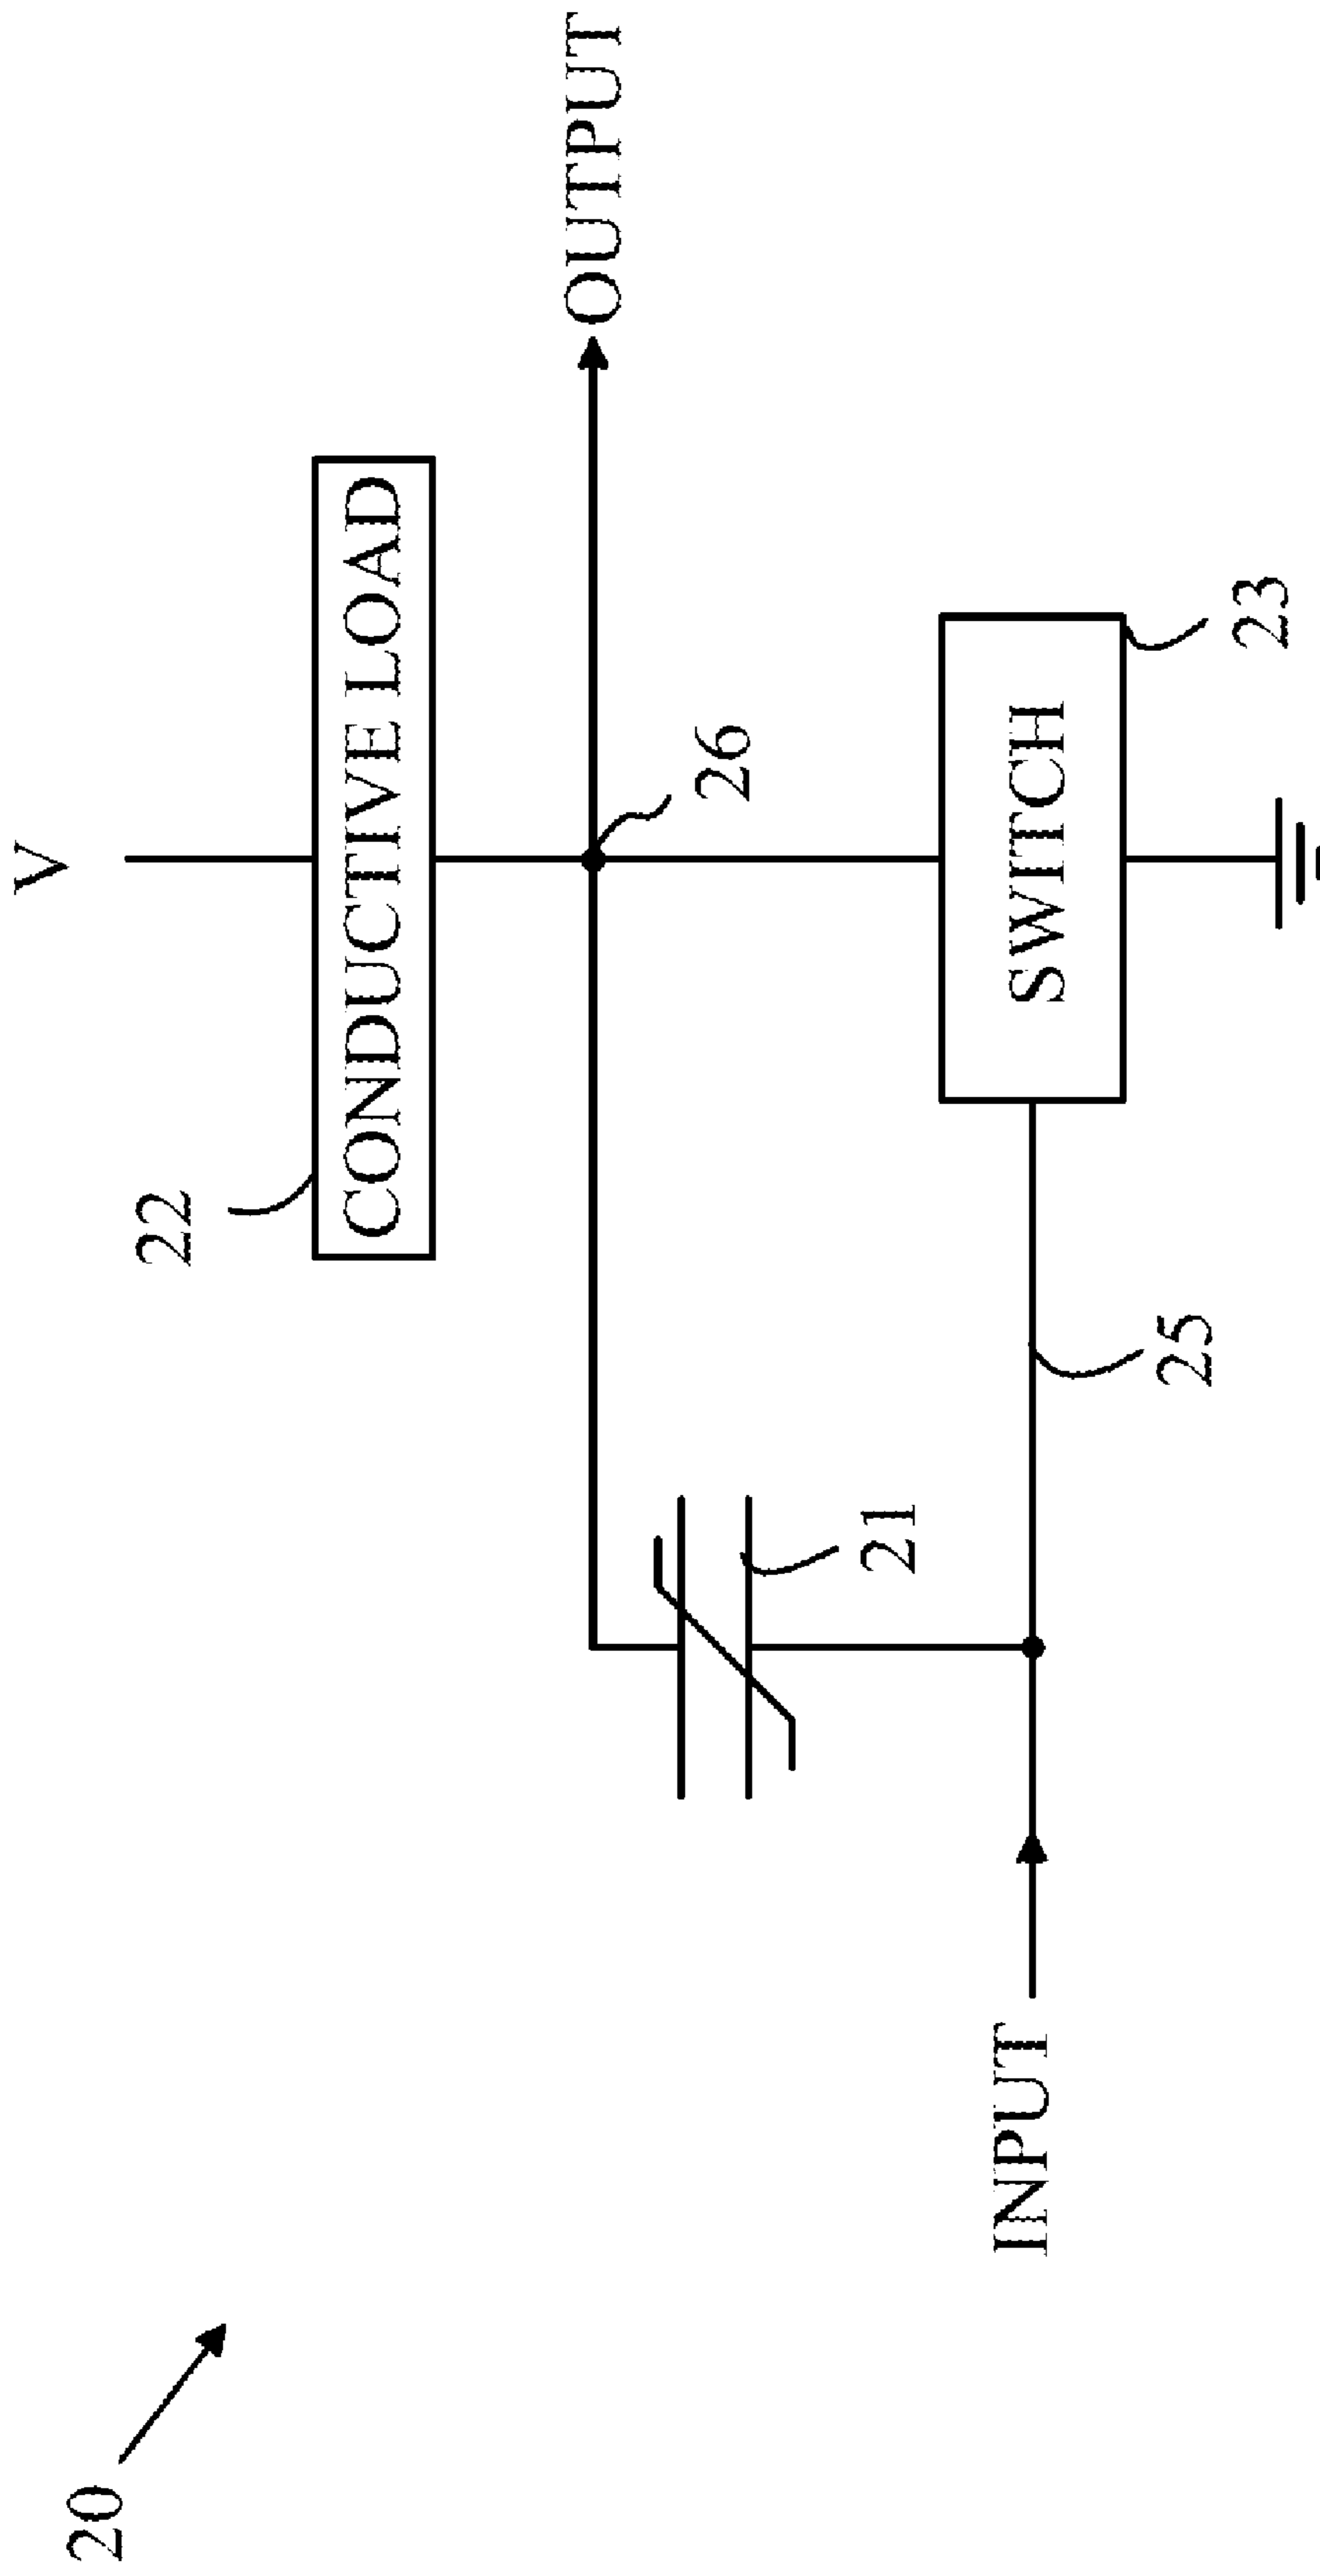 20
V
22
CONDUCTIVE LOAD
OUTPUT
26
21
INPUT
25
SWITCH
23